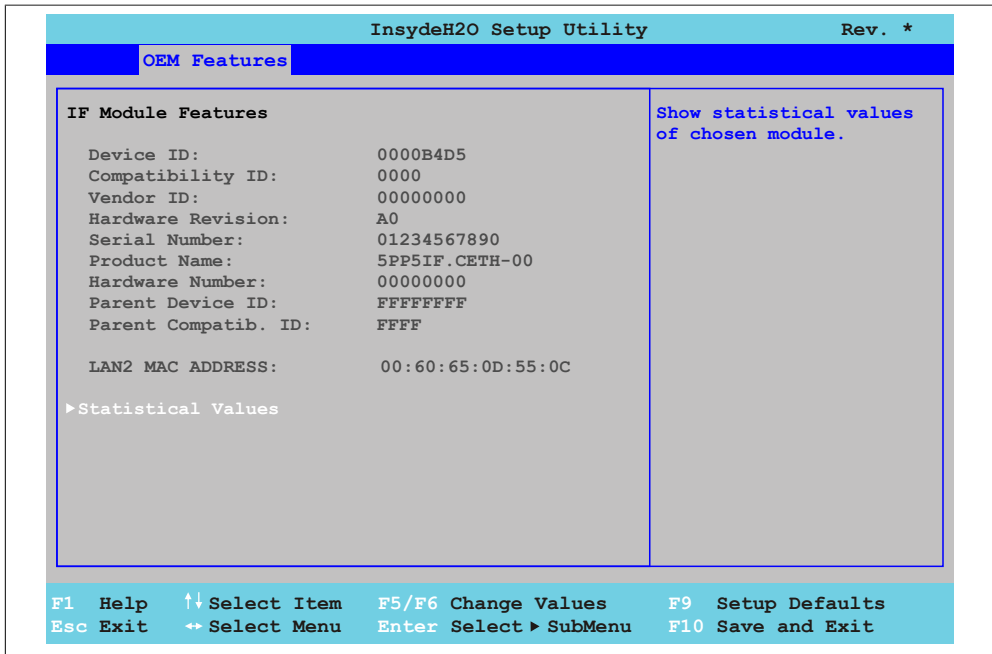 InsydeH2O Setup Utility Rev. *
OEM Features
IF Module Features
Show statistical values
of chosen module.
Device ID: 0000B4D5
Compatibility ID: 0000
Vendor ID: 00000000
Hardware Revision: A0
Serial Number: 01234567890
Product Name: 5PP5IF.CETH-00
Hardware Number: 00000000
Parent Device ID: FFFFFFFF
Parent Compatib. ID: FFFF
LAN2 MAC ADDRESS: 00:60:65:0D:55:0C
▶Statistical Values
F1 Help ↑↓ Select Item F5/F6 Change Values F9 Setup Defaults
Esc Exit ↔ Select Menu Enter Select ▶ SubMenu F10 Save and Exit